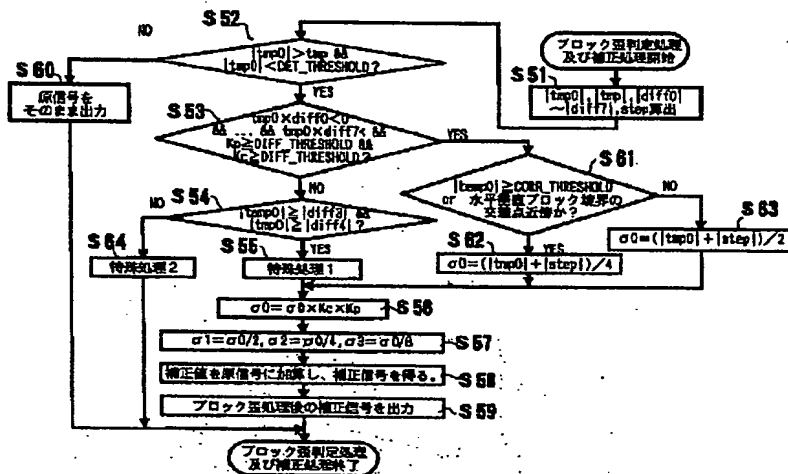 ブロック歪判定処理
及び補正処理開始
S51
|tmp0|,|tmp|,|diff0|
~|diff7|,step算出
S52
|tmp0|>tmp &&
|tmp0|<DET_THRESHOLD?
NO
YES
S60
原信号を
そのまま出力
S53
tmp0×diff0<0
&& ... && tmp0×diff7< &&
Kp≧DIFF_THRESHOLD &&
Kc≧DIFF_THRESHOLD?
YES
NO
S61
|temp0|≧CORR_THRESHOLD
or 水平垂直ブロック境界の
交差点近傍か?
NO
YES
S54
|tmp0|≧|diff3| &&
|tmp0|≧|diff4|?
NO
YES
S64
特殊処理2
S55
特殊処理1
S62
σ0=(|tmp0|+|step|)/4
S63
σ0=(|tmp0|+|step|)/2
σ0=σ0×Kc×Kp
S56
σ1=σ0/2,σ2=σ0/4,σ3=σ0/8
S57
補正値を原信号に加算し、補正信号を得る。
S58
ブロック歪処理後の補正信号を出力
S59
ブロック歪判定処理
及び補正処理終了